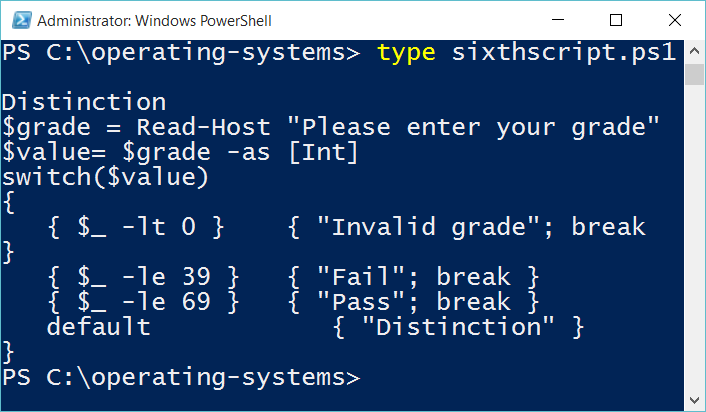 Administrator: Windows PowerShell
PS C:\operating-systems> type sixthscript.ps1
Distinction
$grade = Read-Host "Please enter your grade"
$value= $grade -as [Int]
switch($value)
{
   { $_ -lt 0 }    { "Invalid grade"; break
}
   { $_ -le 39 }   { "Fail"; break }
   { $_ -le 69 }   { "Pass"; break }
   default            { "Distinction" }
}
PS C:\operating-systems>